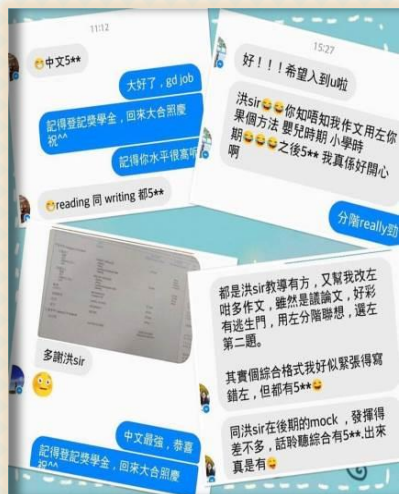 11:12
中文5**
大好了，gd job
記得登記獎學金，回來大合照慶
祝^^
記得你水平很高呀
reading 同 writing 都5**
15:27
好！！！希望入到u啦
洪sir😄😄你知唔知我作文用左你
果個方法 嬰兒時期 小學時
期😄😄😄之後5** 我真係好開心
啊
分階really勁
多謝洪sir
中文最強，恭喜
記得登記獎學金，回來大合照慶
祝^^
都是洪sir教導有方，又幫我改左
咁多作文，雖然是議論文，好彩
有逃生門，用左分階聯想，選左
第二題。
其實個綜合格式我好似緊張得寫
錯左，但都有5**😄
同洪sir在後期的mock ，發揮得
差不多，話聆聽綜合有5**.出來
真是有😄